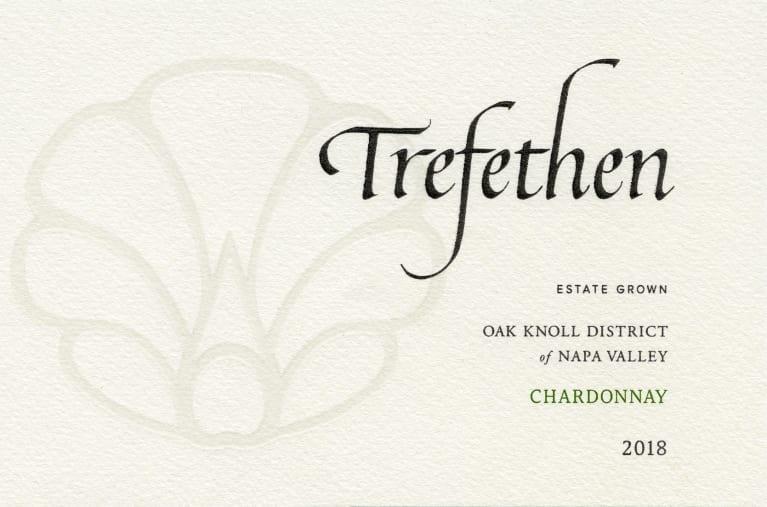 Trefethen
ESTATE GROWN
OAK KNOLL DISTRICT
of NAPA VALLEY
CHARDONNAY
2018